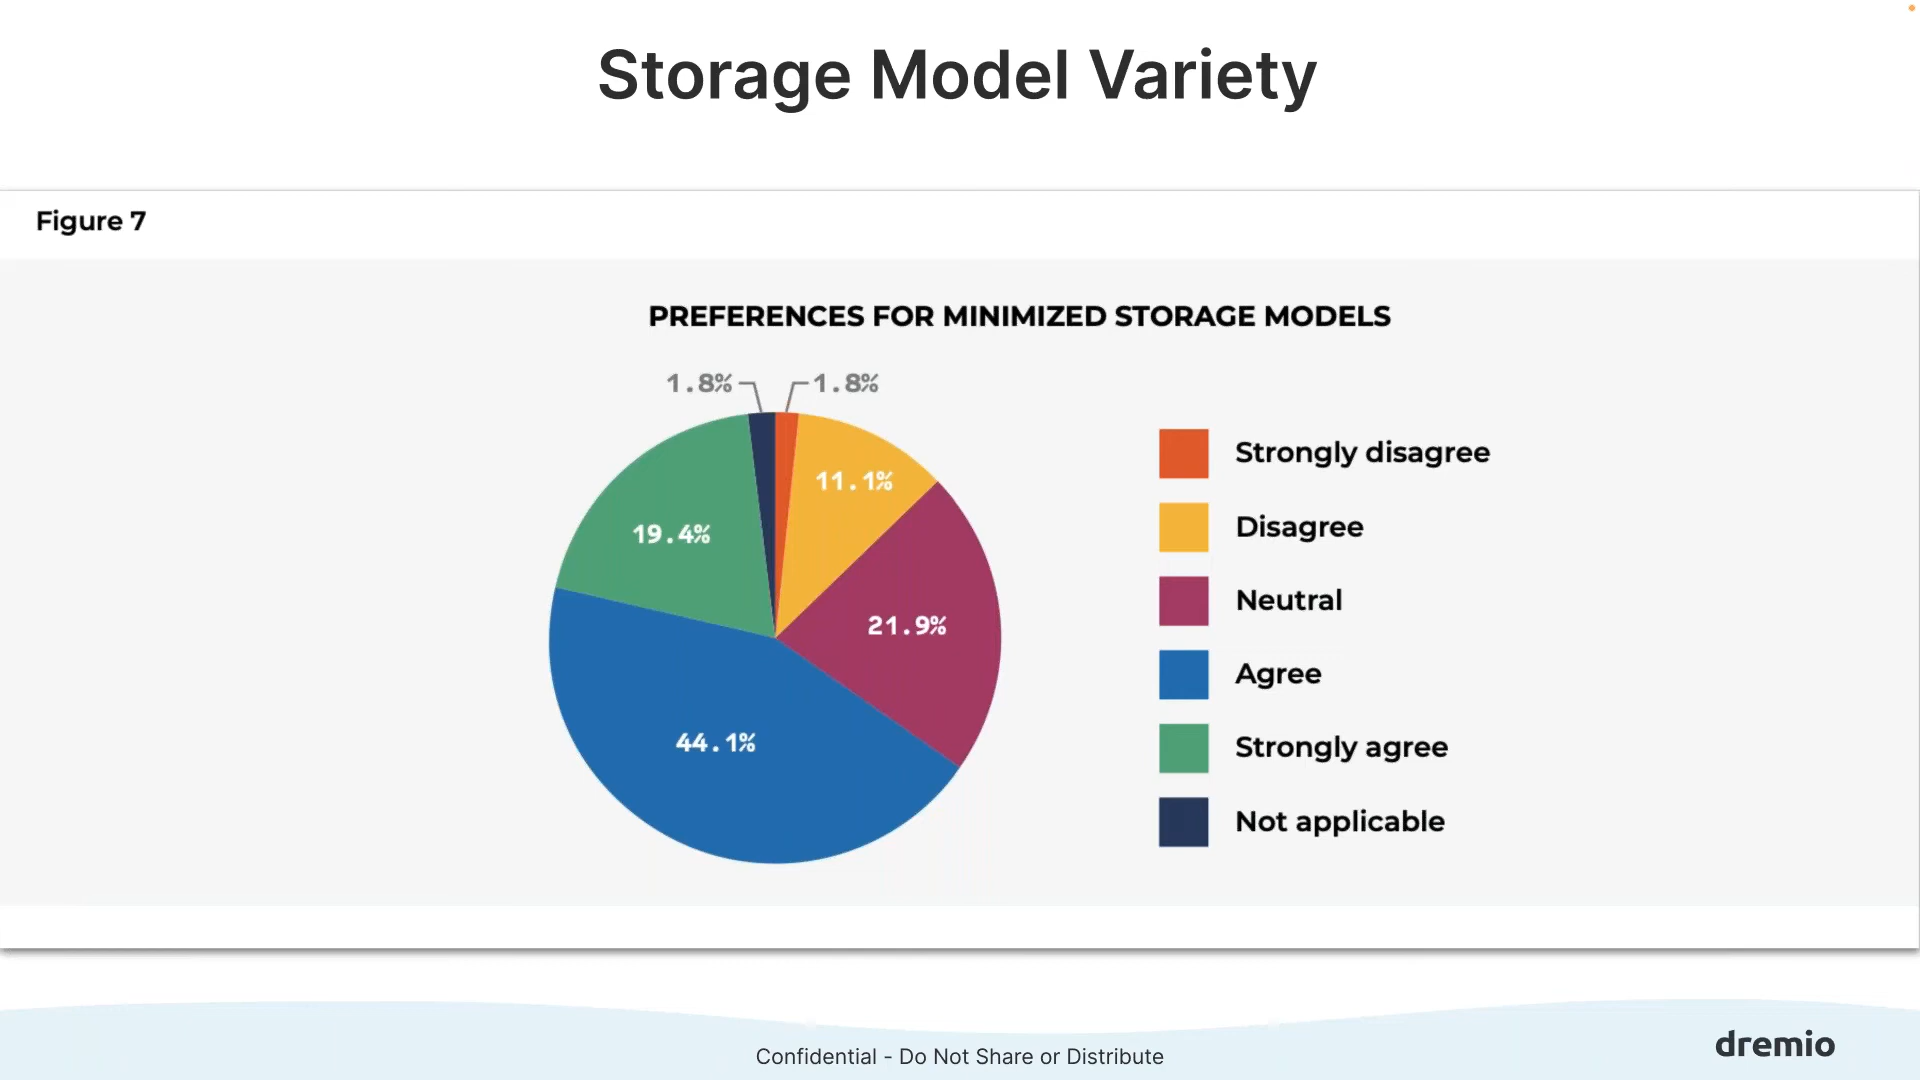 Storage Model Variety
Figure 7
PREFERENCES FOR MINIMIZED STORAGE MODELS
1.8%
1.8%
11.1%
19.4%
21.9%
44.1%
Strongly disagree
Disagree
Neutral
Agree
Strongly agree
Not applicable
Confidential - Do Not Share or Distribute
dremio